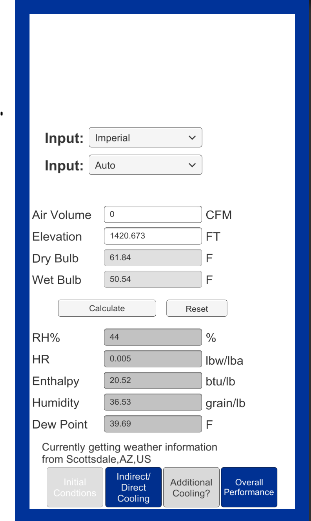 Input: Imperial
Input: Auto
Air Volume 0 CFM
Elevation 1420.673 FT
Dry Bulb 61.84 F
Wet Bulb 50.54 F
Calculate Reset
RH% 44 %
HR 0.005 lbw/lba
Enthalpy 20.52 btu/lb
Humidity 36.53 grain/lb
Dew Point 39.69 F
Currently getting weather information
from Scottsdale,AZ,US
Initial
Condtions
Indirect/
Direct
Cooling
Additional
Cooling?
Overall
Performance